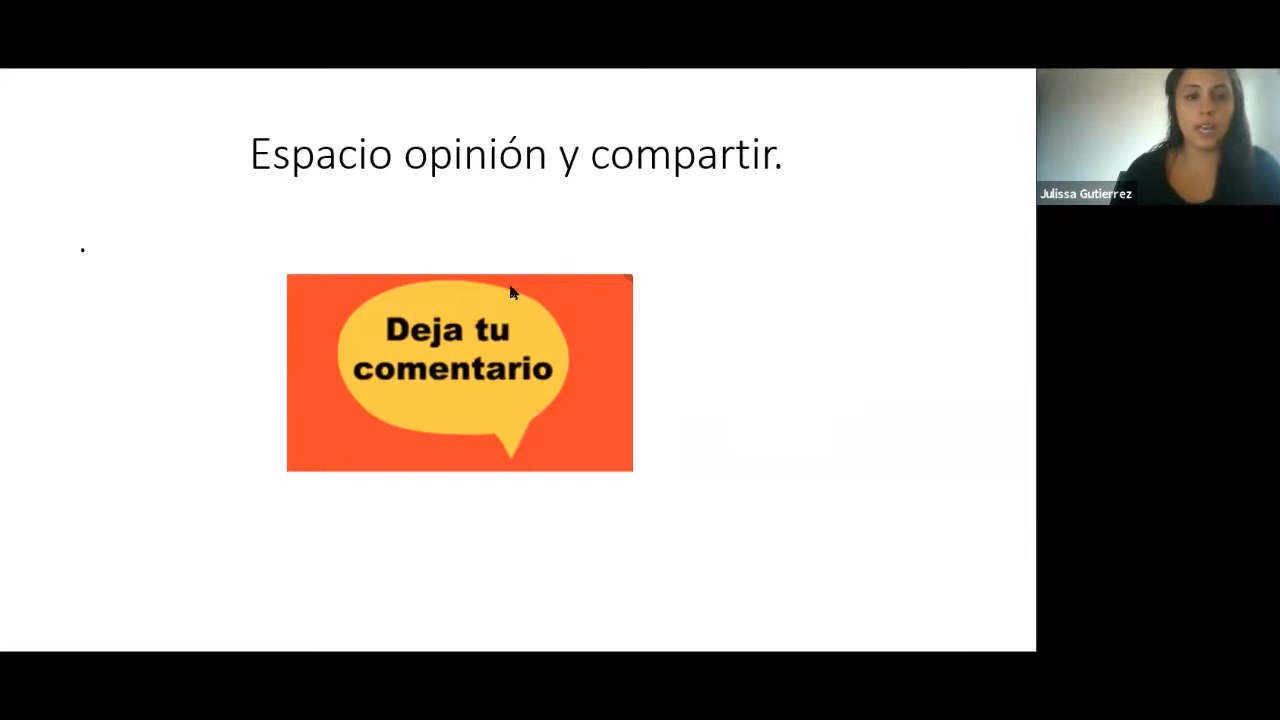 Espacio opinión y compartir.
Julissa Gutierrez
.
Deja tu
comentario